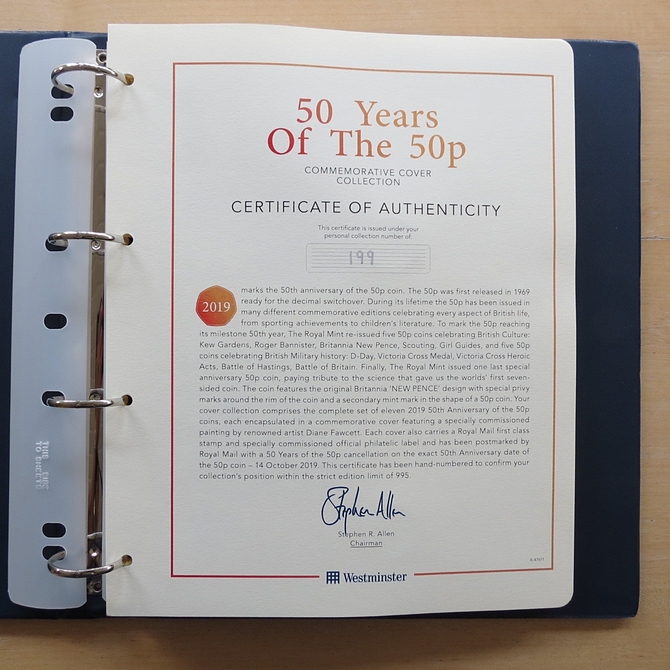 50 Years
Of The 50p
COMMEMORATIVE COVER
COLLECTION
CERTIFICATE OF AUTHENTICITY
This certificate is issued under your
personal collection number of:
199
2019
marks the 50th anniversary of the 50p coin. The 50p was first released in 1969
ready for the decimal switchover. During its lifetime the 50p has been issued in
many different commemorative editions celebrating every aspect of British life,
from sporting achievements to children's literature. To mark the 50p reaching
its milestone 50th year, The Royal Mint re-issued five 50p coins celebrating British Culture:
Kew Gardens, Roger Bannister, Britannia New Pence, Scouting, Girl Guides, and five 50p
coins celebrating British Military history: D-Day, Victoria Cross Medal, Victoria Cross Heroic
Acts, Battle of Hastings, Battle of Britain. Finally, The Royal Mint issued one last special
anniversary 50p coin, paying tribute to the science that gave us the worlds' first seven-
sided coin. The coin features the original Britannia 'NEW PENCE' design with special privy
marks around the rim of the coin and a secondary mint mark in the shape of a 50p coin. Your
cover collection comprises the complete set of eleven 2019 50th Anniversary of the 50p
coins, each encapsulated in a commemorative cover featuring a specially commissioned
painting by renowned artist Diane Fawcett. Each cover also carries a Royal Mail first class
stamp and specially commissioned official philatelic label and has been postmarked by
Royal Mail with a 50 Years of the 50p cancellation on the exact 50th Anniversary date of
the 50p coin – 14 October 2019. This certificate has been hand-numbered to confirm your
collection's position within the strict edition limit of 995.
Stephen Allen
Stephen R. Allen
Chairman
Westminster